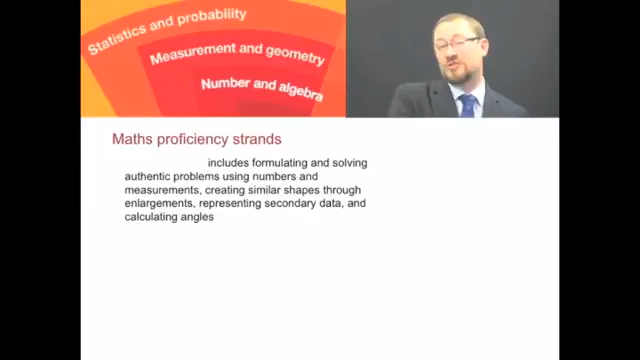 Statistics and probability
Measurement and geometry
Number and algebra
Maths proficiency strands
includes formulating and solving
authentic problems using numbers and
measurements, creating similar shapes through
enlargements, representing secondary data, and
calculating angles